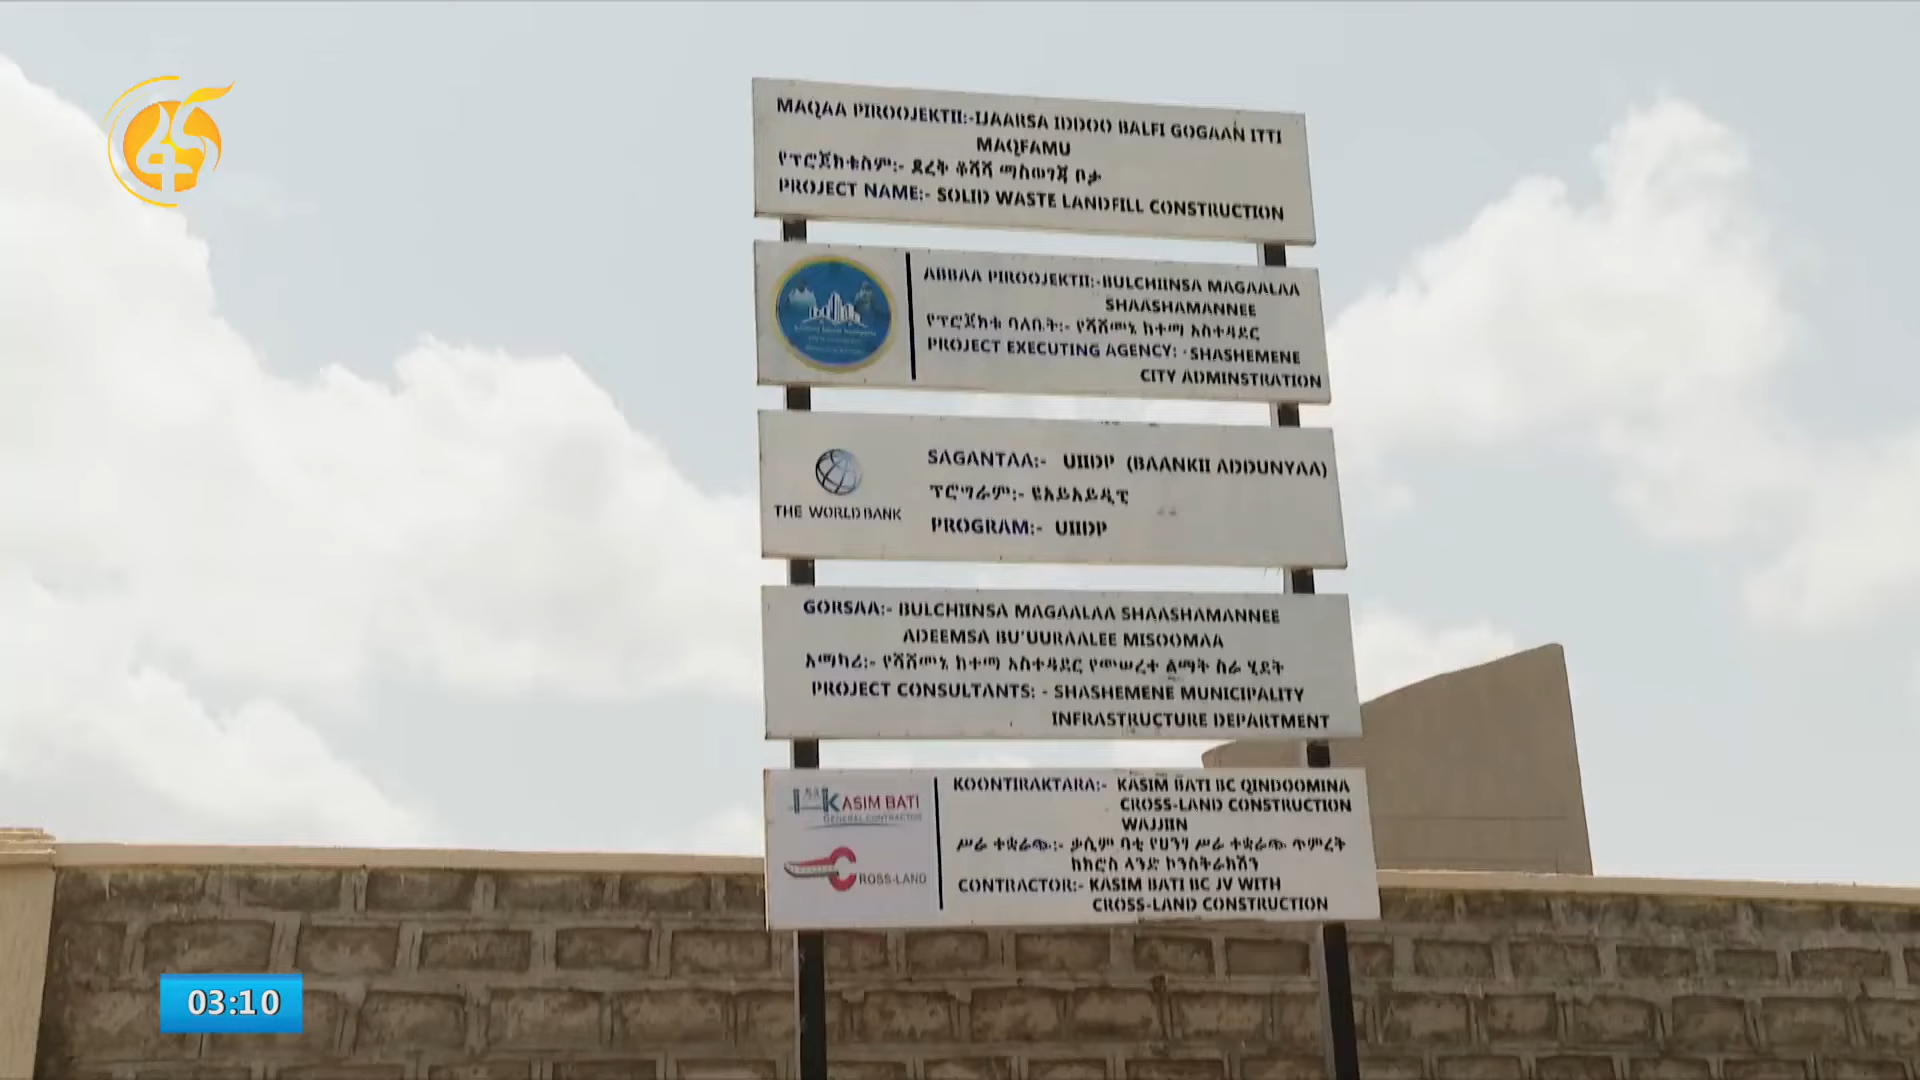 MAQAA PIROOJEKTII:-IJAARSA IDDOO BALFI GOGAAN ITTI
MAQFAMU
የፕሮጀክቱስም:- ደረቅ ቆሻሻ ማስወገጃ ቦታ
PROJECT NAME:- SOLID WASTE LANDFILL CONSTRUCTION
ABBAA PIROOJEKTII:-BULCHIINSA MAGAALAA
SHAASHAMANNEE
የፕሮጀክቱ ባለቤት:- የሻሸመኔ ከተማ አስተዳደር
PROJECT EXECUTING AGENCY: -SHASHEMENE
CITY ADMINSTRATION
THE WORLD BANK
SAGANTAA:- UIIDP (BAANKII ADDUNYAA)
ፕሮግራም:- ዩአይአይዲፒ
PROGRAM:- UIIDP
GORSAA:- BULCHIINSA MAGAALAA SHAASHAMANNEE
ADEEMSA BU'UURAALEE MISOOMAA
አማካሪ:- የሻሸመኔ ከተማ አስተዳደር የመሠረተ ልማት ስራ ሂደት
PROJECT CONSULTANTS: - SHASHEMENE MUNICIPALITY
INFRASTRUCTURE DEPARTMENT
KASIM BATI
GENERAL CONTRACTOR
CROSS-LAND
KOONTIRAKTARA:- KASIM BATI BC QINDOOMINA
CROSS-LAND CONSTRUCTION
WAJJIIN
ሥራ ተቋራጩ:- ቃሲም ባቲ የህንፃ ሥራ ተቋራጭ ጥምረት
ከክሮስ ላንድ ኮንስትራክሽን
CONTRACTOR:- KASIM BATI BC JV WITH
CROSS-LAND CONSTRUCTION
03:10